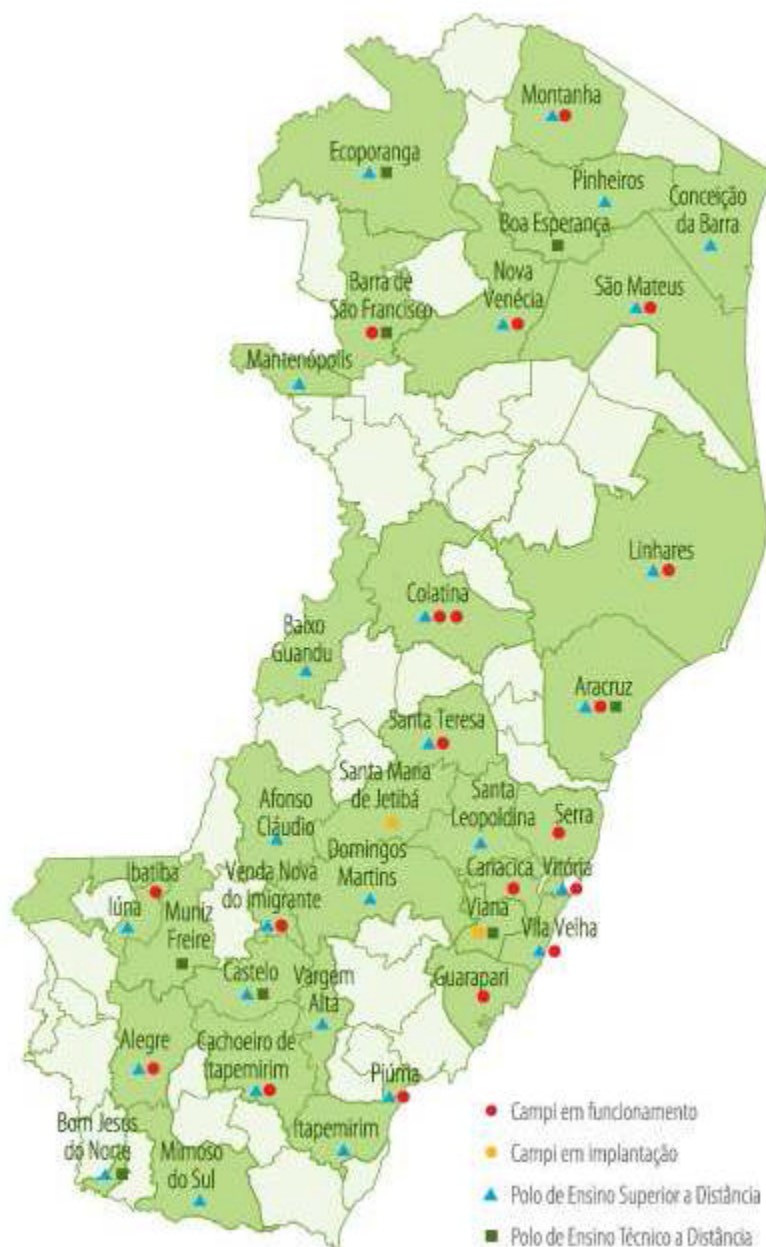 Montanha
Ecoporanga
Pinheiros
Conceição
da Barra
Boa Esperança
Nova
Venécia
São Mateus
Barra de
São Francisco
Mantenópolis
Linhares
Colatina
Baixo
Guandu
Aracruz
Santa Teresa
Santa Maria
de Jetibá
Santa
Leopoldina
Serra
Afonso
Cláudio
Domingos
Martins
Cariacica
Vitória
Ibatiba
Venda Nova
do Imigrante
Iúna
Muniz
Freire
Viana
Vila Velha
Castelo
Vargem
Alta
Guarapari
Alegre
Cachoeiro de
Itapemirim
Piúma
Bom Jesus
do Norte
Mimoso
do Sul
Itapemirim
Campi em funcionamento
Campi em implantação
Polo de Ensino Superior a Distância
Polo de Ensino Técnico a Distância